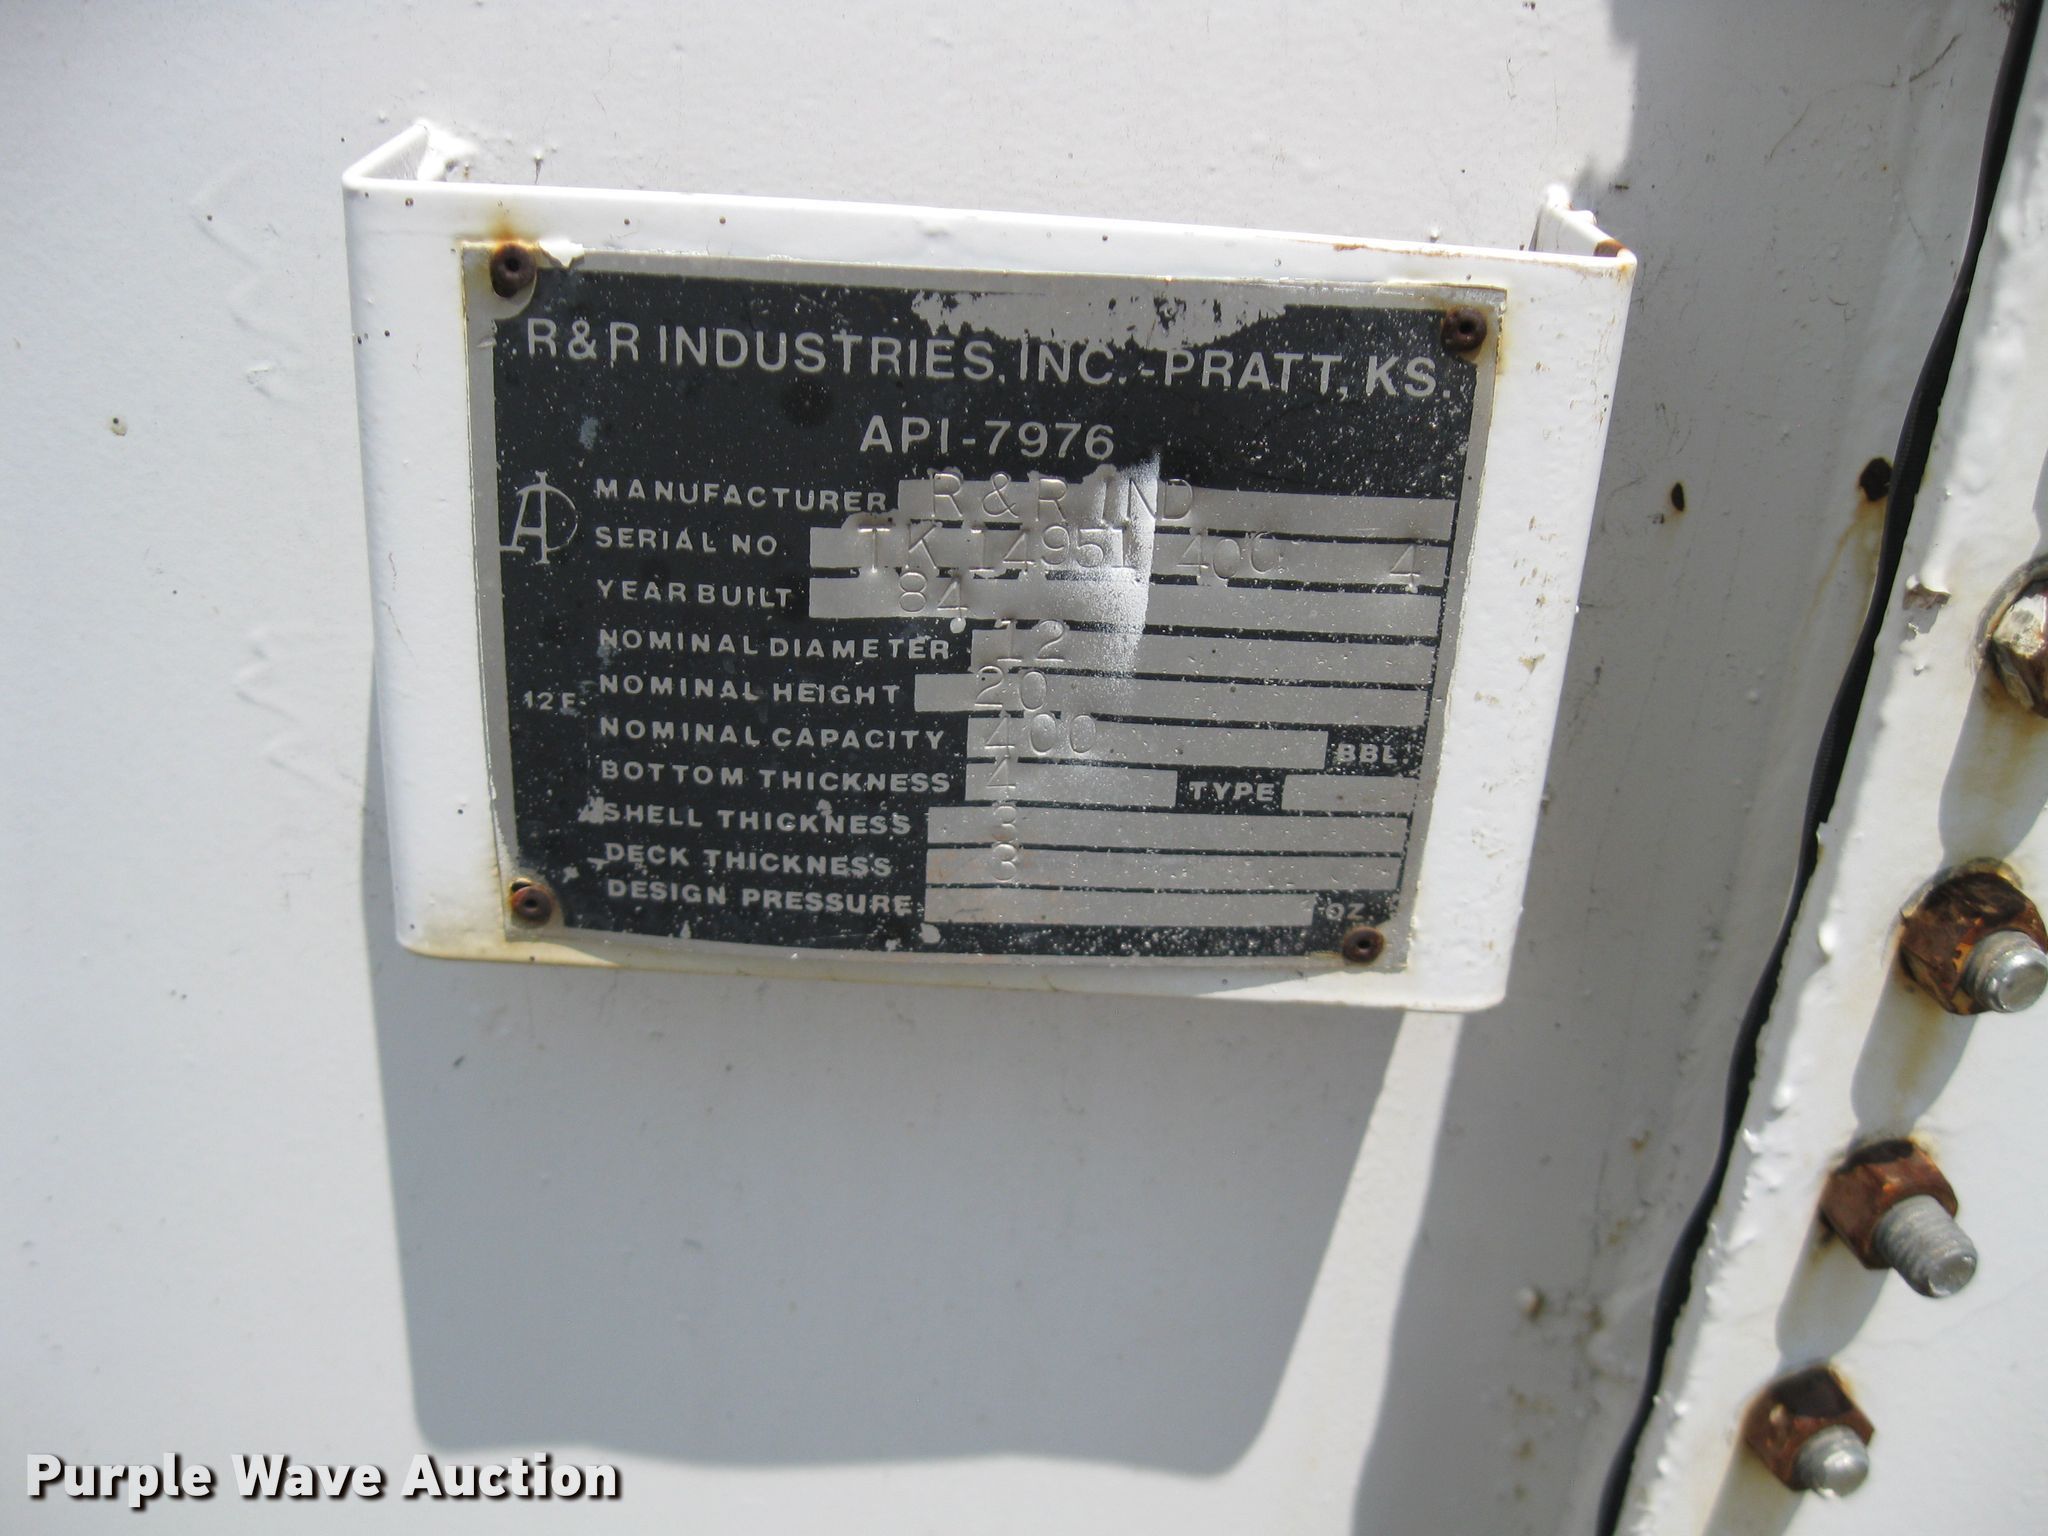 R&R INDUSTRIES, INC.-PRATT, KS.
API-7976
MANUFACTURER R & R IND
SERIAL NO TK 14951 400 4
YEAR BUILT 84
NOMINAL DIAMETER 12
NOMINAL HEIGHT 20
12 F
NOMINAL CAPACITY 400 BBL
BOTTOM THICKNESS 4 TYPE
SHELL THICKNESS 3
DECK THICKNESS 3
DESIGN PRESSURE OZ.
Purple Wave Auction